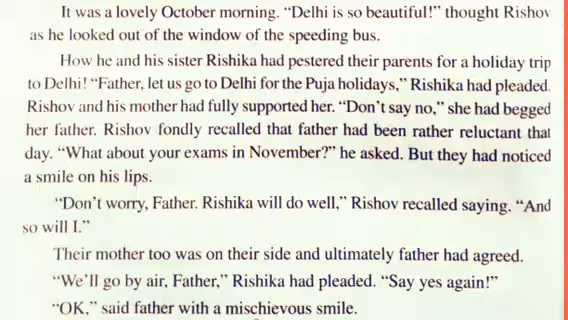 It was a lovely October morning. “Delhi is so beautiful!” thought Rishov
as he looked out of the window of the speeding bus.
How he and his sister Rishika had pestered their parents for a holiday trip
to Delhi! “Father, let us go to Delhi for the Puja holidays,” Rishika had pleaded.
Rishov and his mother had fully supported her. “Don’t say no,” she had begged
her father. Rishov fondly recalled that father had been rather reluctant that
day. “What about your exams in November?” he asked. But they had noticed
a smile on his lips.
“Don’t worry, Father. Rishika will do well,” Rishov recalled saying. “And
so will I.”
Their mother too was on their side and ultimately father had agreed.
“We’ll go by air, Father,” Rishika had pleaded. “Say yes again!”
“OK,” said father with a mischievous smile.